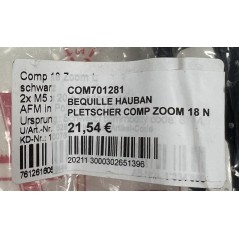 Comp 18 Zoom
schwar
2x M5 x
AFM in
Ursprun
U/Art.-Nr.
KD-Nr.:
COM701281
BEQUILLE HAUBAN
PLETSCHER COMP ZOOM 18 N
21,54 €
20211 3000302651396
761261605